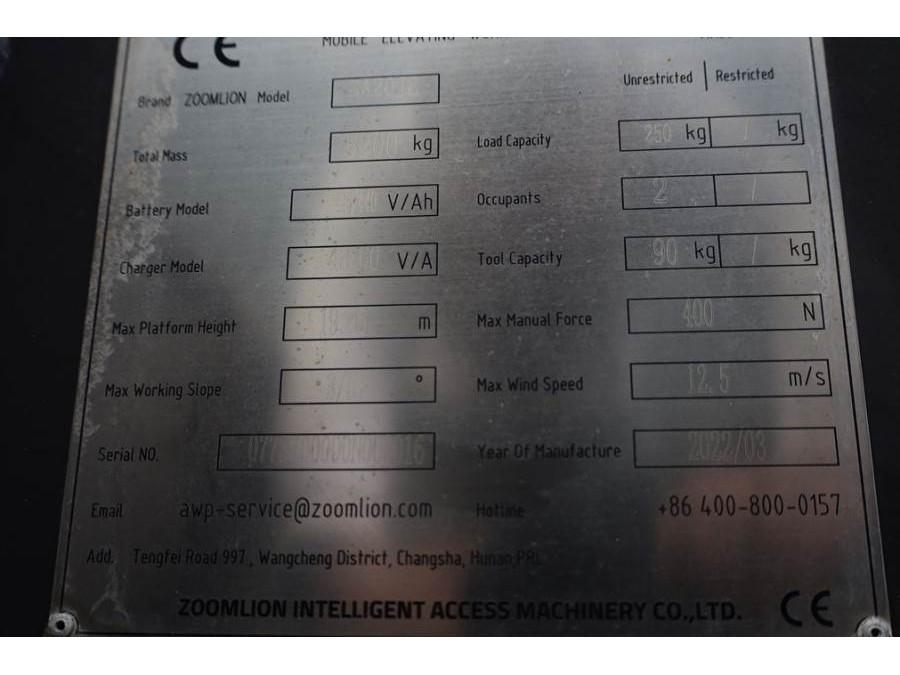 CE MOBILE ELEVATING
Unrestricted Restricted
Brand ZOOMLION Model
Total Mass kg
Load Capacity 250 kg / kg
Battery Model V/Ah
Occupants 2 /
Charger Model V/A
Tool Capacity 90 kg / kg
Max Platform Height m
Max Manual Force 400 N
Max Working Slope °
Max Wind Speed 12.5 m/s
Serial NO.
Year Of Manufacture 2022/03
Email awp-service@zoomlion.com
Hotline +86 400-800-0157
Add. Tengfei Road 997, Wangcheng District, Changsha, Hunan,PRC
ZOOMLION INTELLIGENT ACCESS MACHINERY CO.,LTD. CE